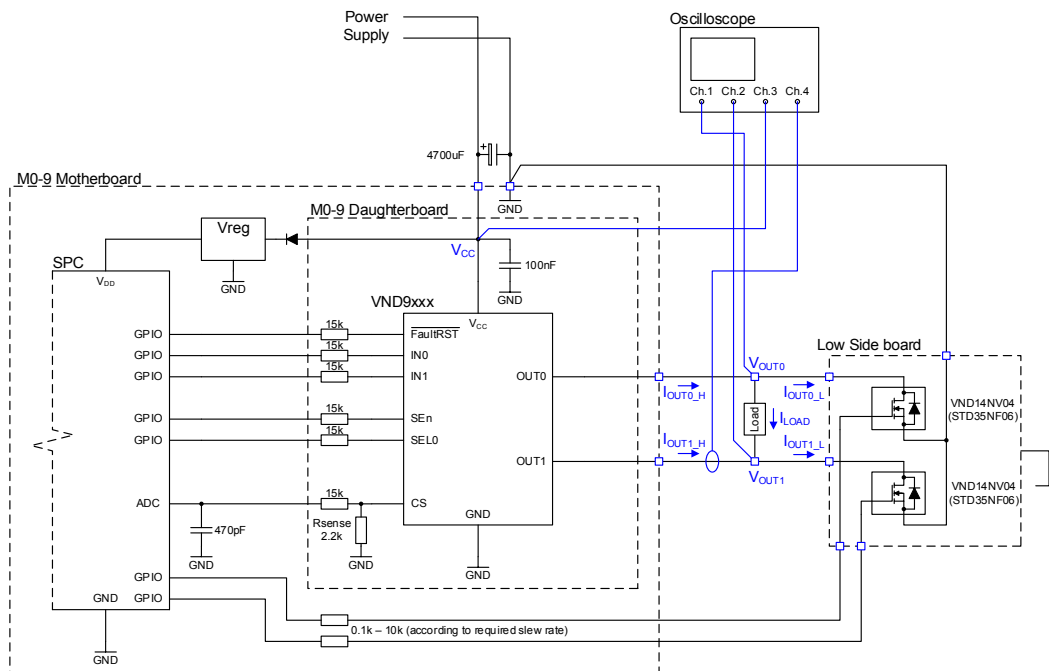 Power
Supply
Oscilloscope
Ch.1 Ch.2 Ch.3 Ch.4
4700uF
+
M0-9 Motherboard
GND
M0-9 Daughterboard
Vreg
GND
VCC
100nF
GND
SPC
VDD
VND9xxx
VCC
GPIO
15k
FaultRST
GPIO
15k
IN0
GPIO
15k
IN1
GPIO
15k
SEn
GPIO
15k
SEL0
ADC
15k
CS
470pF
GND
Rsense
2.2k
GND
GND
GND
OUT0
OUT1
IOUT0_H
VOUT0
IOUT0_L
Load
ILOAD
IOUT1_H
IOUT1_L
VOUT1
Low Side board
VND14NV04
(STD35NF06)
VND14NV04
(STD35NF06)
GPIO
GPIO
GND
GND
0.1k – 10k (according to required slew rate)